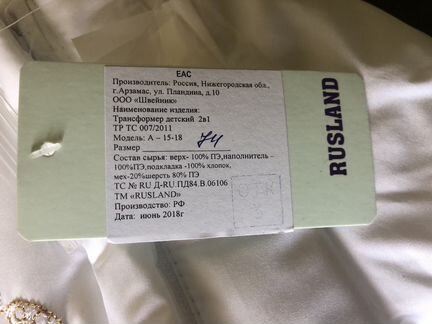 EAC
Производитель: Россия, Нижегородская обл.,
г.Арзамас, ул. Пландина, д.10
ООО «Швейник»
Наименование изделия:
Трансформер детский 2в1
ТР ТС 007/2011
Модель: А – 15-18
Размер 74
Состав сырья: верх- 100% ПЭ,наполнитель –
100%ПЭ,подкладка -100% хлопок,
мех-20%шерсть 80% ПЭ
ТС № RU Д-RU.ПД84.В.06106
ТМ «RUSLAND»
Производство: РФ
Дата: июнь 2018г
ОТК
RUSLAND